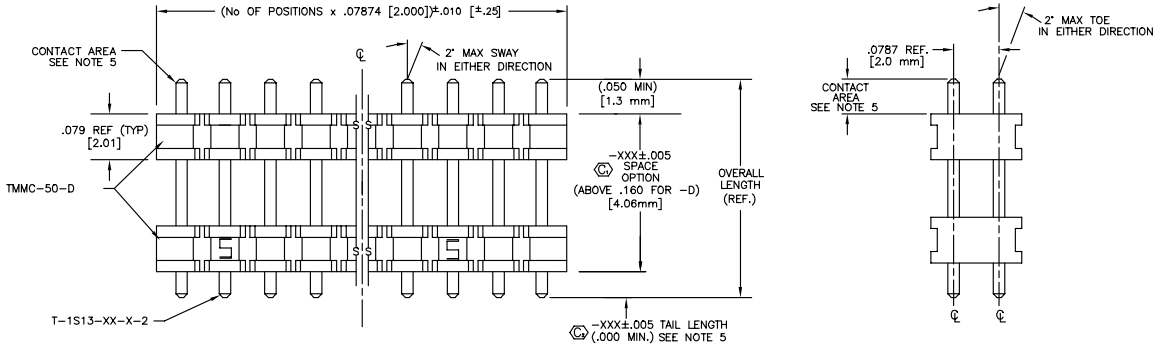 (No OF POSITIONS x .07874 [2.000])±.010 [±.25]
CONTACT AREA
SEE NOTE 5
℄
2° MAX SWAY
IN EITHER DIRECTION
(.050 MIN)
[1.3 mm]
.079 REF (TYP)
[2.01]
S S
TMMC-50-D
C1 -XXX±.005
SPACE
OPTION
(ABOVE .160 FOR -D)
[4.06mm]
OVERALL
LENGTH
(REF.)
S
S S
S
T-1S13-XX-X-2
C2 -XXX±.005 TAIL LENGTH
(.000 MIN.) SEE NOTE 5
2° MAX TOE
IN EITHER DIRECTION
.0787 REF.
[2.0 mm]
CONTACT
AREA
SEE NOTE 5
℄ ℄